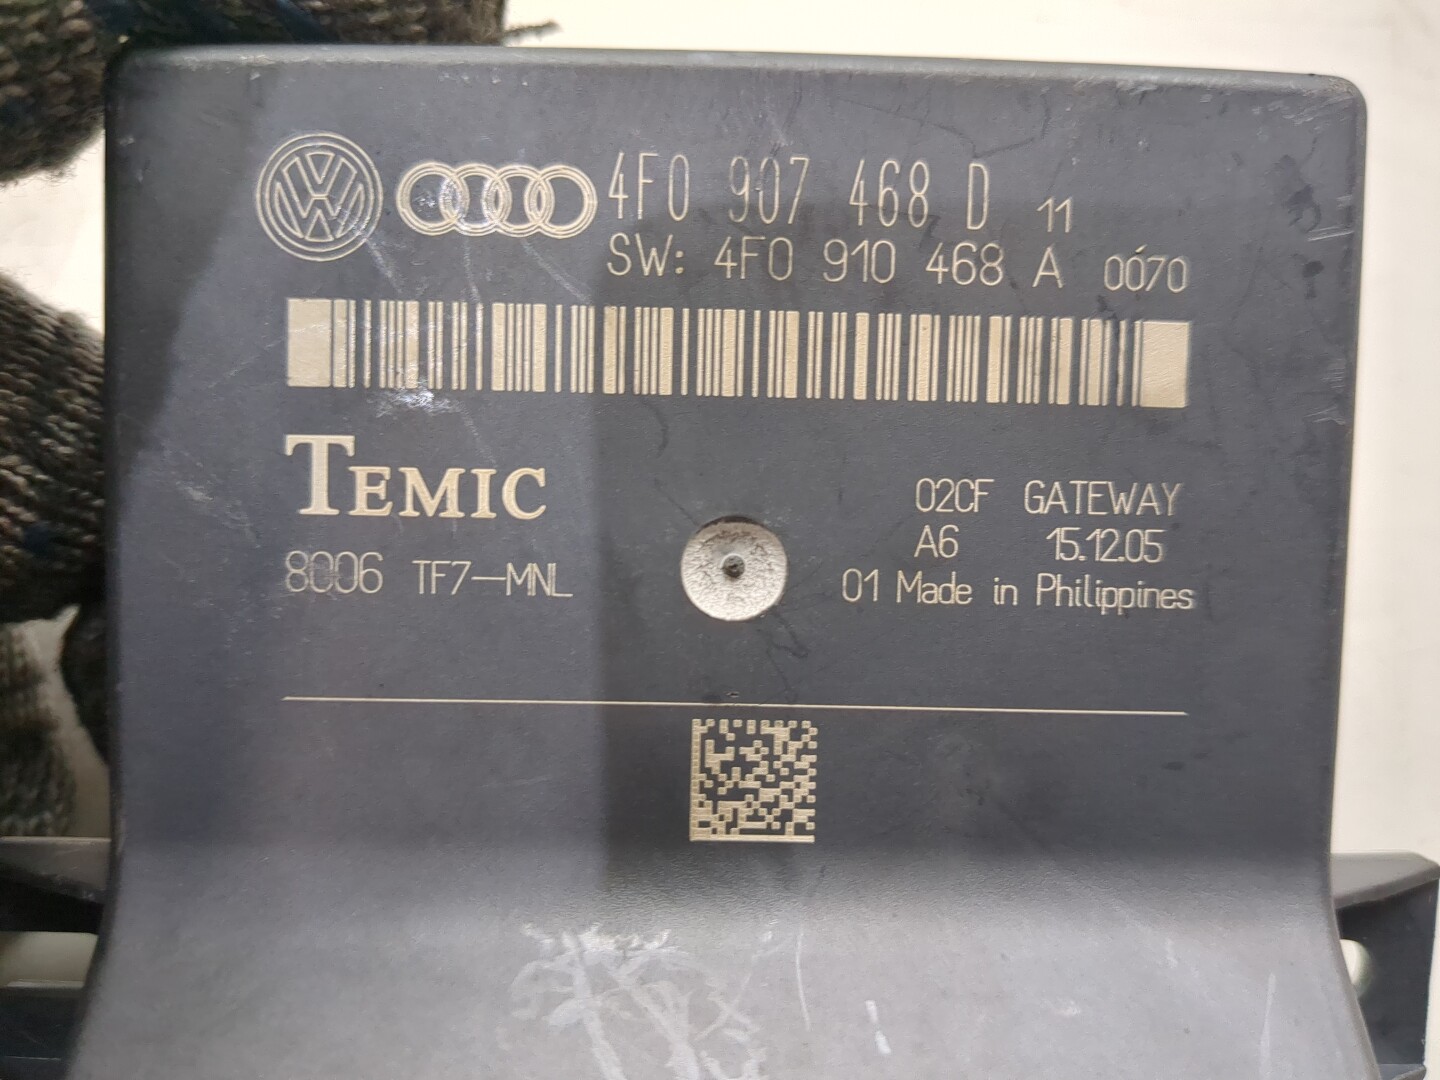 4F0 907 468 D 11
SW: 4F0 910 468 A 0070
TEMIC
8006 TF7-MNL
02CF GATEWAY
A6 15.12.05
01 Made in Philippines